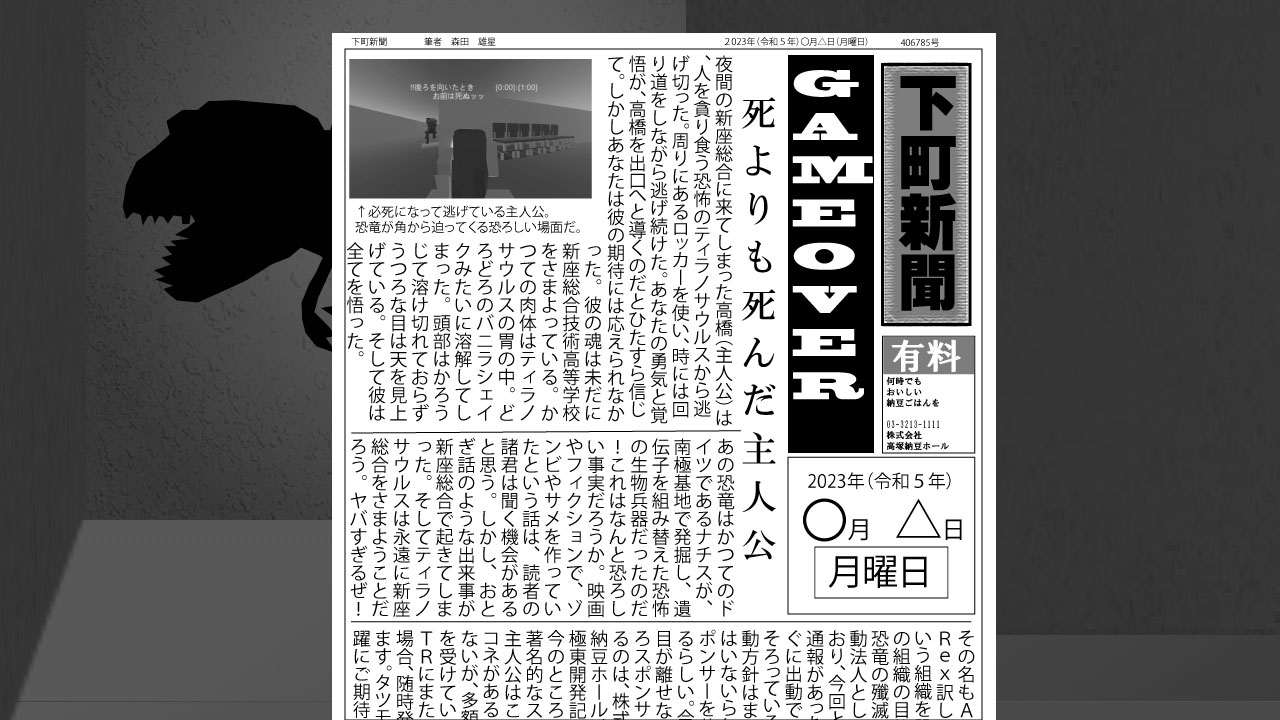 下町新聞　　　　筆者　森田　雄星
２023年（令和５年）〇月△日（月曜日）
406785号
下町新聞
有料
何時でも
おいしい
納豆ごはんを
03-3213-1111
株式会社
高塚納豆ホール
2023年（令和５年）
〇月　△日
月曜日
GAMEOVER
死よりも死んだ主人公
夜間の新座総合に来てしまった高橋（主人公）は
、人を貪り食う恐怖のティラノサウルスから逃
げ切った。周りにあるロッカーを使い、時には回
り道をしながら逃げ続けた。あなたの勇気と覚
悟が、高橋を出口へと導くのだとひたすら信じ
て。しかしあなたは彼の期待には応えられなか
った。彼の魂は未だに
新座総合技術高等学校
をさまよっている。か
つての肉体はティラノ
サウルスの胃の中。ど
ろどろのバニラシェイ
クみたいに溶解してし
まった。頭部はかろう
じて溶け切れておらず
うつろな目は天を見上
げている。そして彼は
全てを悟った。
!!後ろを向いたとき
お前は死ぬッッ
(0:00):(1:00)
↑必死になって逃げている主人公。
恐竜が角から迫ってくる恐ろしい場面だ。
あの恐竜はかつてのド
イツであるナチスが、
南極基地で発掘し、遺
伝子を組み替えた恐怖
の生物兵器だったのだ
！これはなんと恐ろし
い事実だろうか。映画
やフィクションで、ゾ
ンビやサメを作ってい
たという話は、読者の
諸君は聞く機会がある
と思う。しかし、おと
ぎ話のような出来事が
新座総合で起きてしま
った。そしてティラノ
サウルスは永遠に新座
総合をさまようことだ
ろう。ヤバすぎるぜ！
その名もA
Rex訳し
いう組織を
の組織の目
恐竜の殲滅
動法人とし
おり、今回と
通報があっ
ぐに出動で
そろっている
動方針はま
はいないら
ポンサーを
るらしい。
目が離せな
ろスポンサ
るのは、株式
納豆ホール
極東開発記
今のところ
著名的なス
主人公はこ
コネがある
ないが、多額
を受けてい
TRにまた
場合、随時発
ます。タツモ
躍にご期待